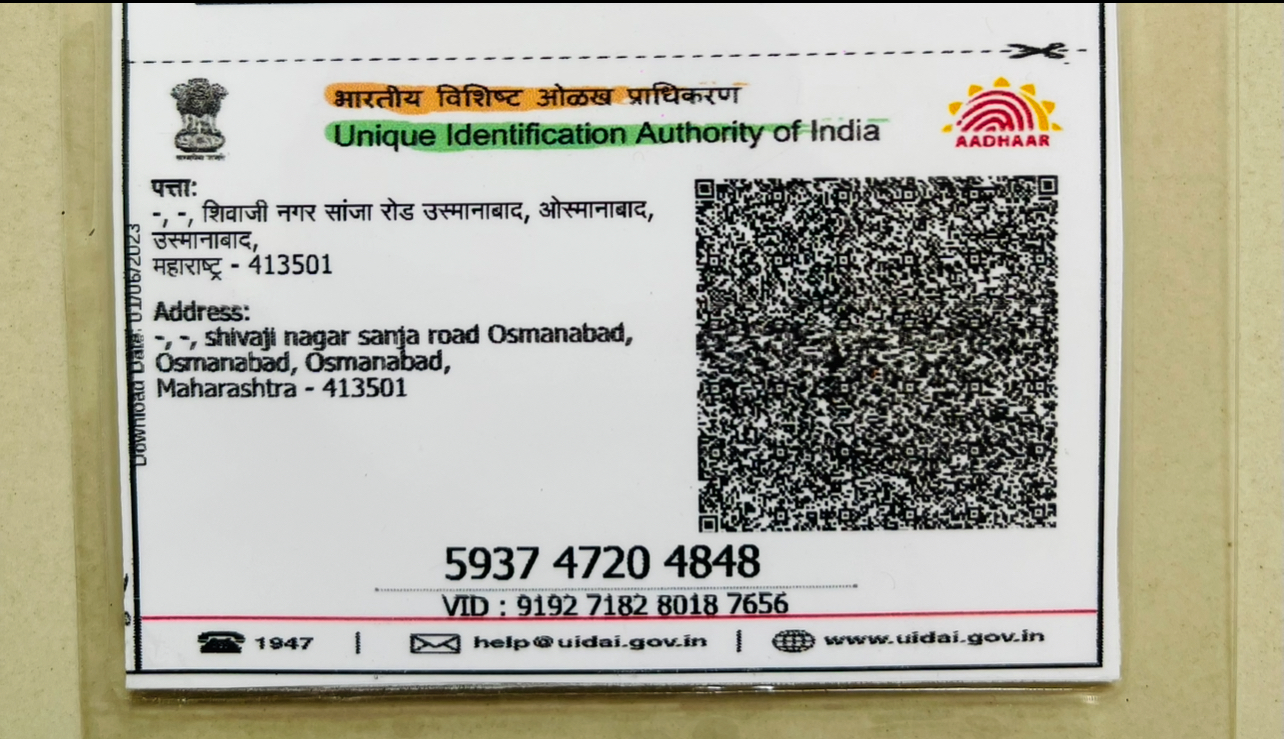 भारतीय विशिष्ट ओळख प्राधिकरण
Unique Identification Authority of India
AADHAAR
पत्ता:
-, -, शिवाजी नगर सांजा रोड उस्मानाबाद, ओस्मानाबाद,
उस्मानाबाद,
महाराष्ट्र - 413501
Address:
-, -, shivaji nagar sanja road Osmanabad,
Osmanabad, Osmanabad,
Maharashtra - 413501
Download Date: 01/06/2023
5937 4720 4848
VID : 9192 7182 8018 7656
1947 | help@uidai.gov.in | www.uidai.gov.in